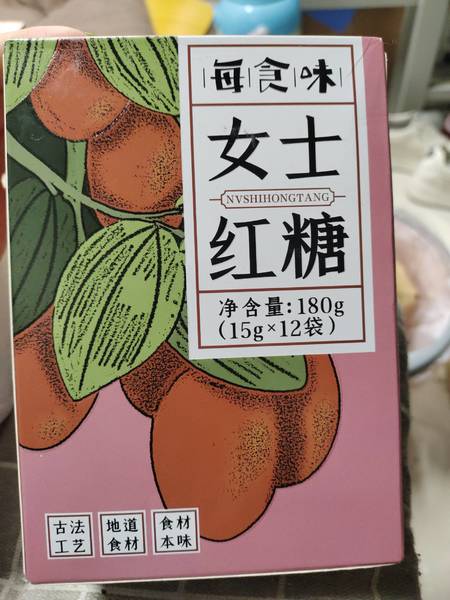 每食味
女士
NVSHIHONGTANG
红糖
净含量:180g
(15g×12袋)
古法
工艺
地道
食材
食材
本味